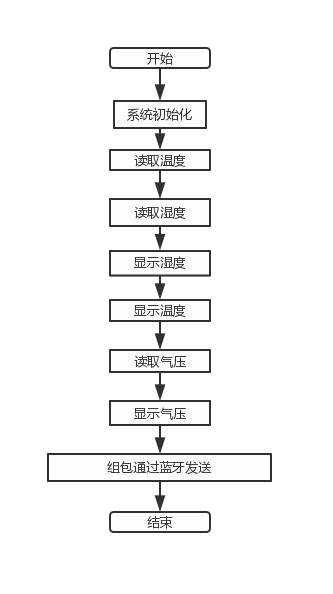 开始
系统初始化
读取温度
读取湿度
显示湿度
显示温度
读取气压
显示气压
组包通过蓝牙发送
结束